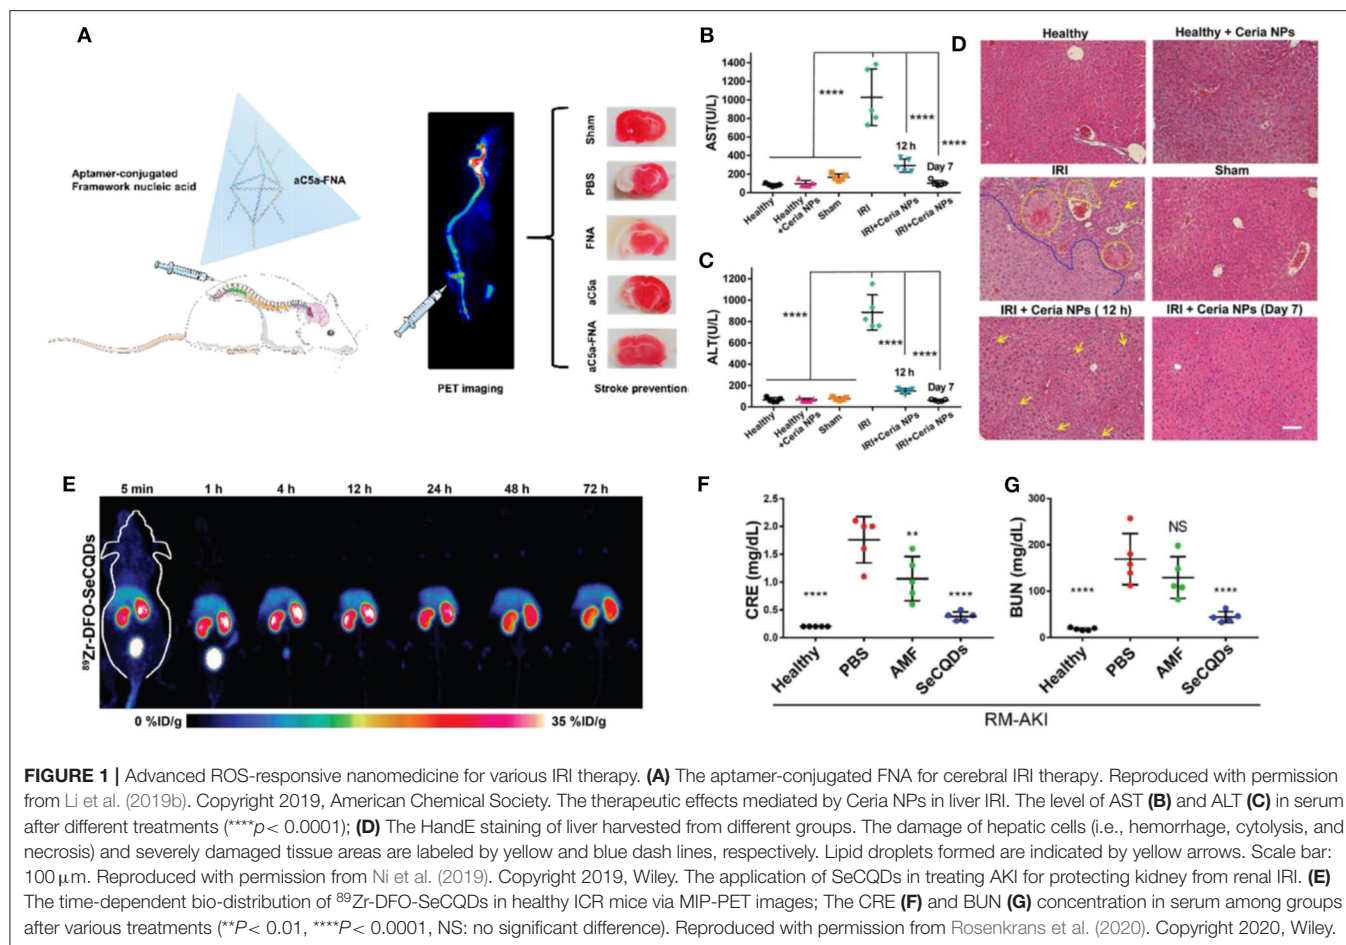 A
Aptamer-conjugated
Framework nucleic acid
aC5a-FNA
PET imaging
Sham
PBS
FNA
aC5a
aC5a-FNA
Stroke prevention
B
AST(U/L)
1400
1200
1000
800
600
400
200
0
****
****
****
12 h
Day 7
Healthy
Healthy
+Ceria NPs
Sham
IRI
IRI+Ceria NPs
IRI+Ceria NPs
C
ALT(U/L)
1200
1000
800
600
400
200
0
****
****
****
12 h
Day 7
Healthy
Healthy
+Ceria NPs
Sham
IRI
IRI+Ceria NPs
IRI+Ceria NPs
D
Healthy
Healthy + Ceria NPs
IRI
Sham
IRI + Ceria NPs ( 12 h)
IRI + Ceria NPs (Day 7)
E
5 min
1 h
4 h
12 h
24 h
48 h
72 h
89Zr-DFO-SeCQDs
0 %ID/g
35 %ID/g
F
CRE (mg/dL)
2.5
2.0
1.5
1.0
0.5
0.0
****
**
****
Healthy
PBS
AMF
SeCQDs
G
BUN (mg/dL)
300
200
100
0
****
NS
****
Healthy
PBS
AMF
SeCQDs
RM-AKI
FIGURE 1 | Advanced ROS-responsive nanomedicine for various IRI therapy. (A) The aptamer-conjugated FNA for cerebral IRI therapy. Reproduced with permission
from Li et al. (2019b). Copyright 2019, American Chemical Society. The therapeutic effects mediated by Ceria NPs in liver IRI. The level of AST (B) and ALT (C) in serum
after different treatments (****p< 0.0001); (D) The HandE staining of liver harvested from different groups. The damage of hepatic cells (i.e., hemorrhage, cytolysis, and
necrosis) and severely damaged tissue areas are labeled by yellow and blue dash lines, respectively. Lipid droplets formed are indicated by yellow arrows. Scale bar:
100 μm. Reproduced with permission from Ni et al. (2019). Copyright 2019, Wiley. The application of SeCQDs in treating AKI for protecting kidney from renal IRI. (E)
The time-dependent bio-distribution of 89Zr-DFO-SeCQDs in healthy ICR mice via MIP-PET images; The CRE (F) and BUN (G) concentration in serum among groups
after various treatments (**P< 0.01, ****P< 0.0001, NS: no significant difference). Reproduced with permission from Rosenkrans et al. (2020). Copyright 2020, Wiley.